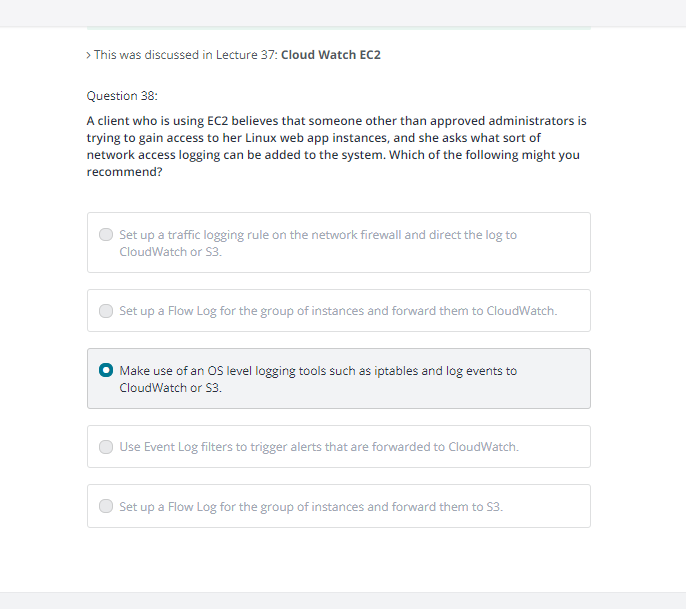 > This was discussed in Lecture 37: Cloud Watch EC2
Question 38:
A client who is using EC2 believes that someone other than approved administrators is
trying to gain access to her Linux web app instances, and she asks what sort of
network access logging can be added to the system. Which of the following might you
recommend?
Set up a traffic logging rule on the network firewall and direct the log to
CloudWatch or S3.
Set up a Flow Log for the group of instances and forward them to CloudWatch.
Make use of an OS level logging tools such as iptables and log events to
CloudWatch or S3.
Use Event Log filters to trigger alerts that are forwarded to CloudWatch.
Set up a Flow Log for the group of instances and forward them to S3.